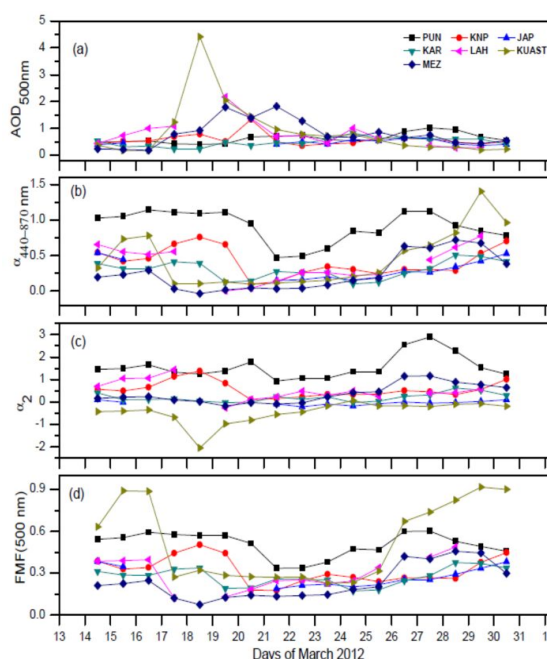 (a)
AOD500nm
5
4
3
2
1
0
PUN KNP JAP
KAR LAH KUAST
MEZ
(b)
α440-870 nm
1.5
1.0
0.5
0.0
(c)
α2
3
2
1
0
-1
-2
(d)
FMF(500 nm)
0.9
0.6
0.3
0.0
13 14 15 16 17 18 19 20 21 22 23 24 25 26 27 28 29 30 31
Days of March 2012